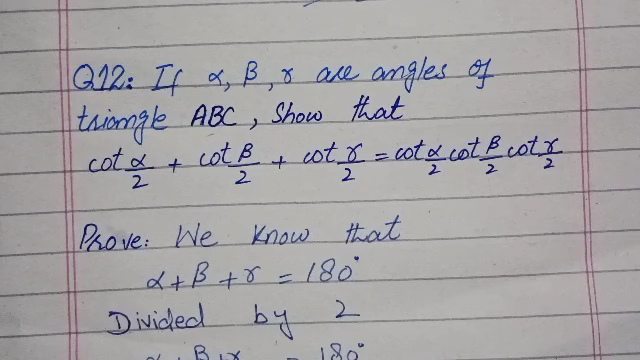 Q12: If α, β, γ are angles of
triangle ABC, Show that
cot α/2 + cot β/2 + cot γ/2 = cot α/2 cot β/2 cot γ/2
Prove: We know that
α + β + γ = 180°
Divided by 2
α + β + γ = 180°